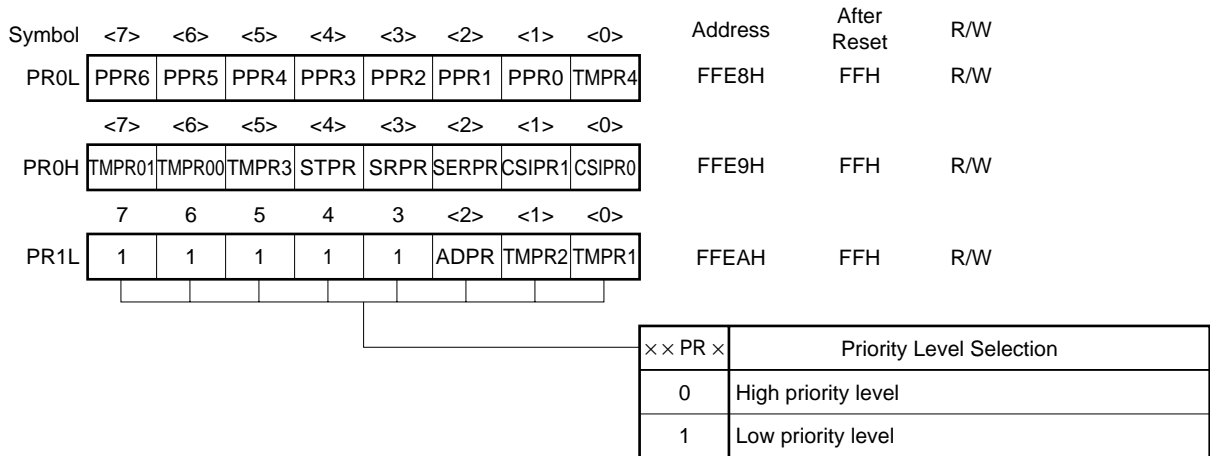 Symbol <7> <6> <5> <4> <3> <2> <1> <0> Address After Reset R/W
PR0L PPR6 PPR5 PPR4 PPR3 PPR2 PPR1 PPR0 TMPR4 FFE8H FFH R/W
<7> <6> <5> <4> <3> <2> <1> <0>
PR0H TMPR01 TMPR00 TMPR3 STPR SRPR SERPR CSIPR1 CSIPR0 FFE9H FFH R/W
7 6 5 4 3 <2> <1> <0>
PR1L 1 1 1 1 1 ADPR TMPR2 TMPR1 FFEAH FFH R/W
××PR× Priority Level Selection
0 High priority level
1 Low priority level